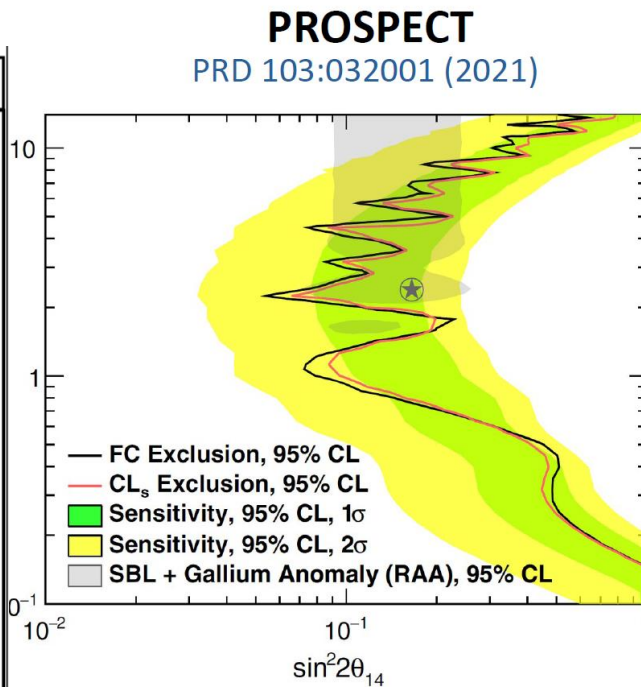 PROSPECT
PRD 103:032001 (2021)
10
1
10⁻¹
FC Exclusion, 95% CL
CLₛ Exclusion, 95% CL
Sensitivity, 95% CL, 1σ
Sensitivity, 95% CL, 2σ
SBL + Gallium Anomaly (RAA), 95% CL
10⁻² 10⁻¹
sin²2θ₁₄